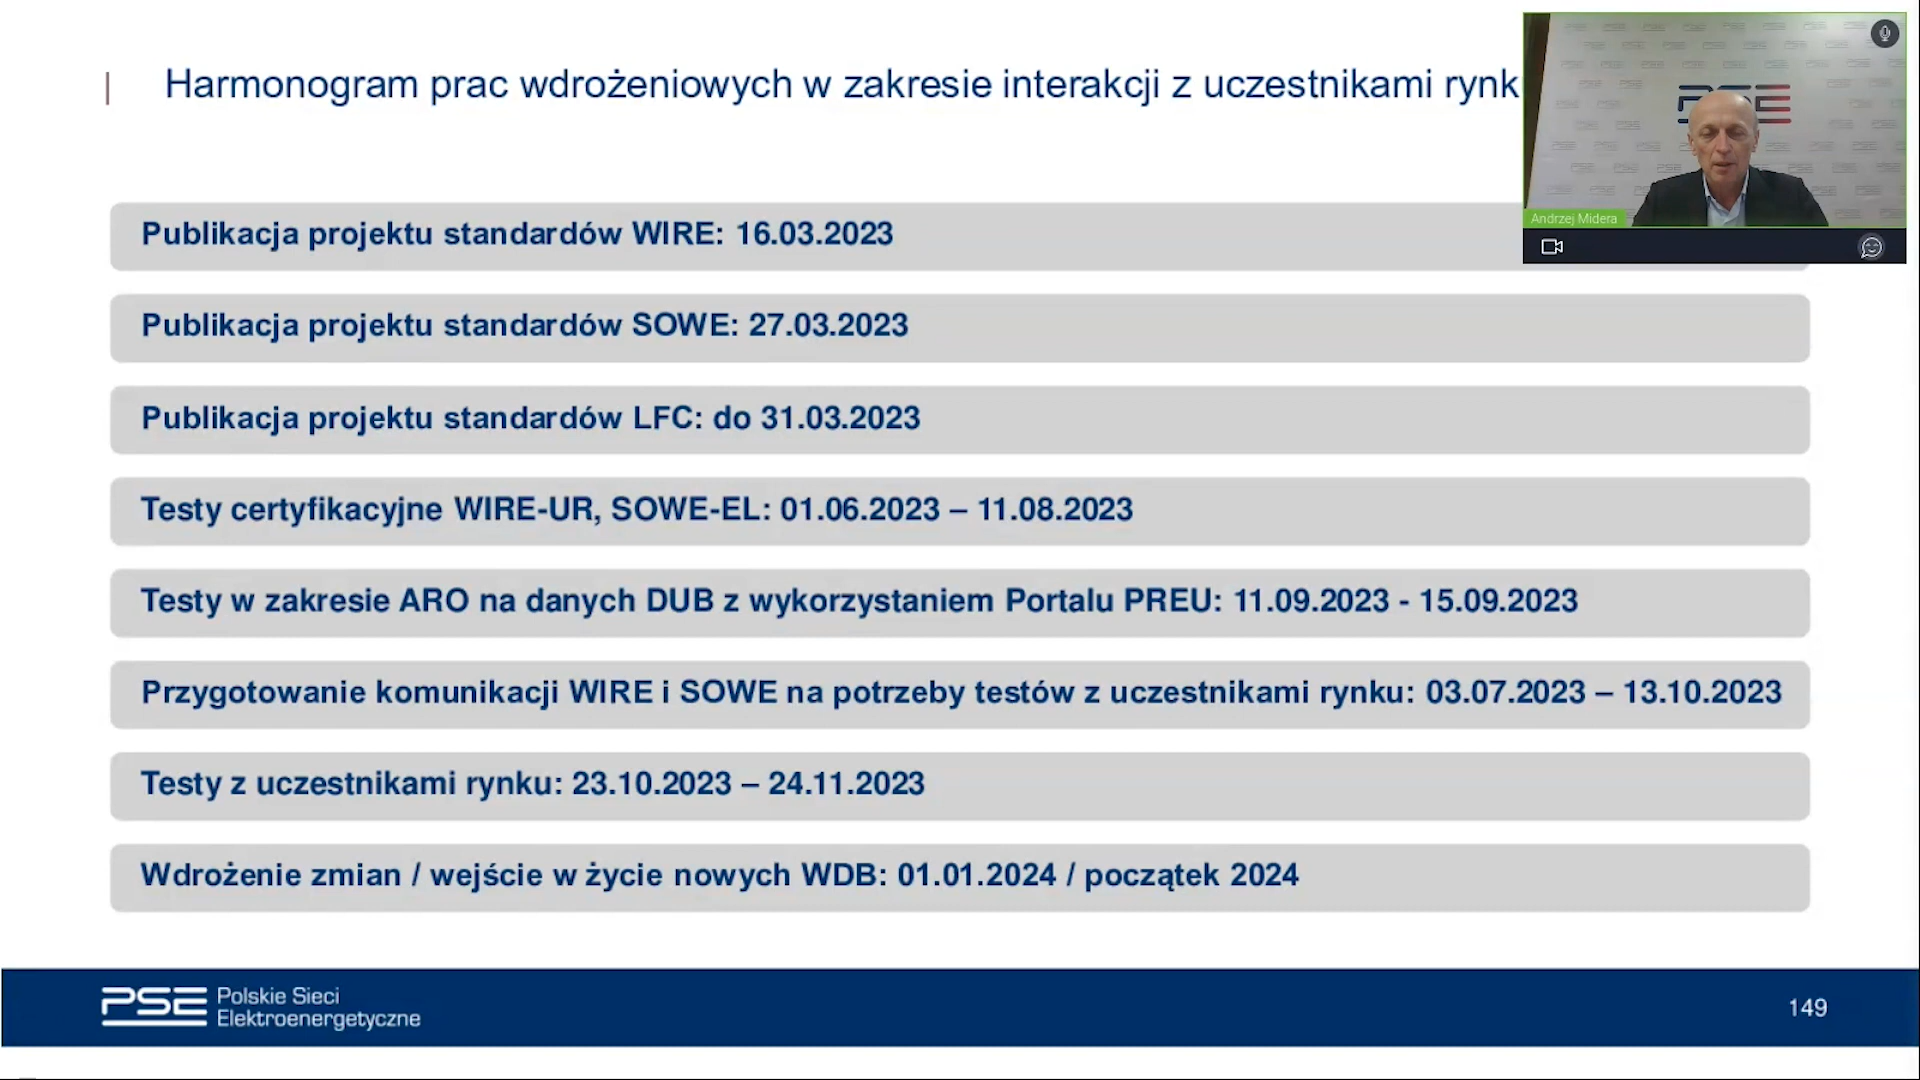 Harmonogram prac wdrożeniowych w zakresie interakcji z uczestnikami rynk
PSE
Andrzej Midera
Publikacja projektu standardów WIRE: 16.03.2023
Publikacja projektu standardów SOWE: 27.03.2023
Publikacja projektu standardów LFC: do 31.03.2023
Testy certyfikacyjne WIRE-UR, SOWE-EL: 01.06.2023 – 11.08.2023
Testy w zakresie ARO na danych DUB z wykorzystaniem Portalu PREU: 11.09.2023 - 15.09.2023
Przygotowanie komunikacji WIRE i SOWE na potrzeby testów z uczestnikami rynku: 03.07.2023 – 13.10.2023
Testy z uczestnikami rynku: 23.10.2023 – 24.11.2023
Wdrożenie zmian / wejście w życie nowych WDB: 01.01.2024 / początek 2024
PSE Polskie Sieci
Elektroenergetyczne
149